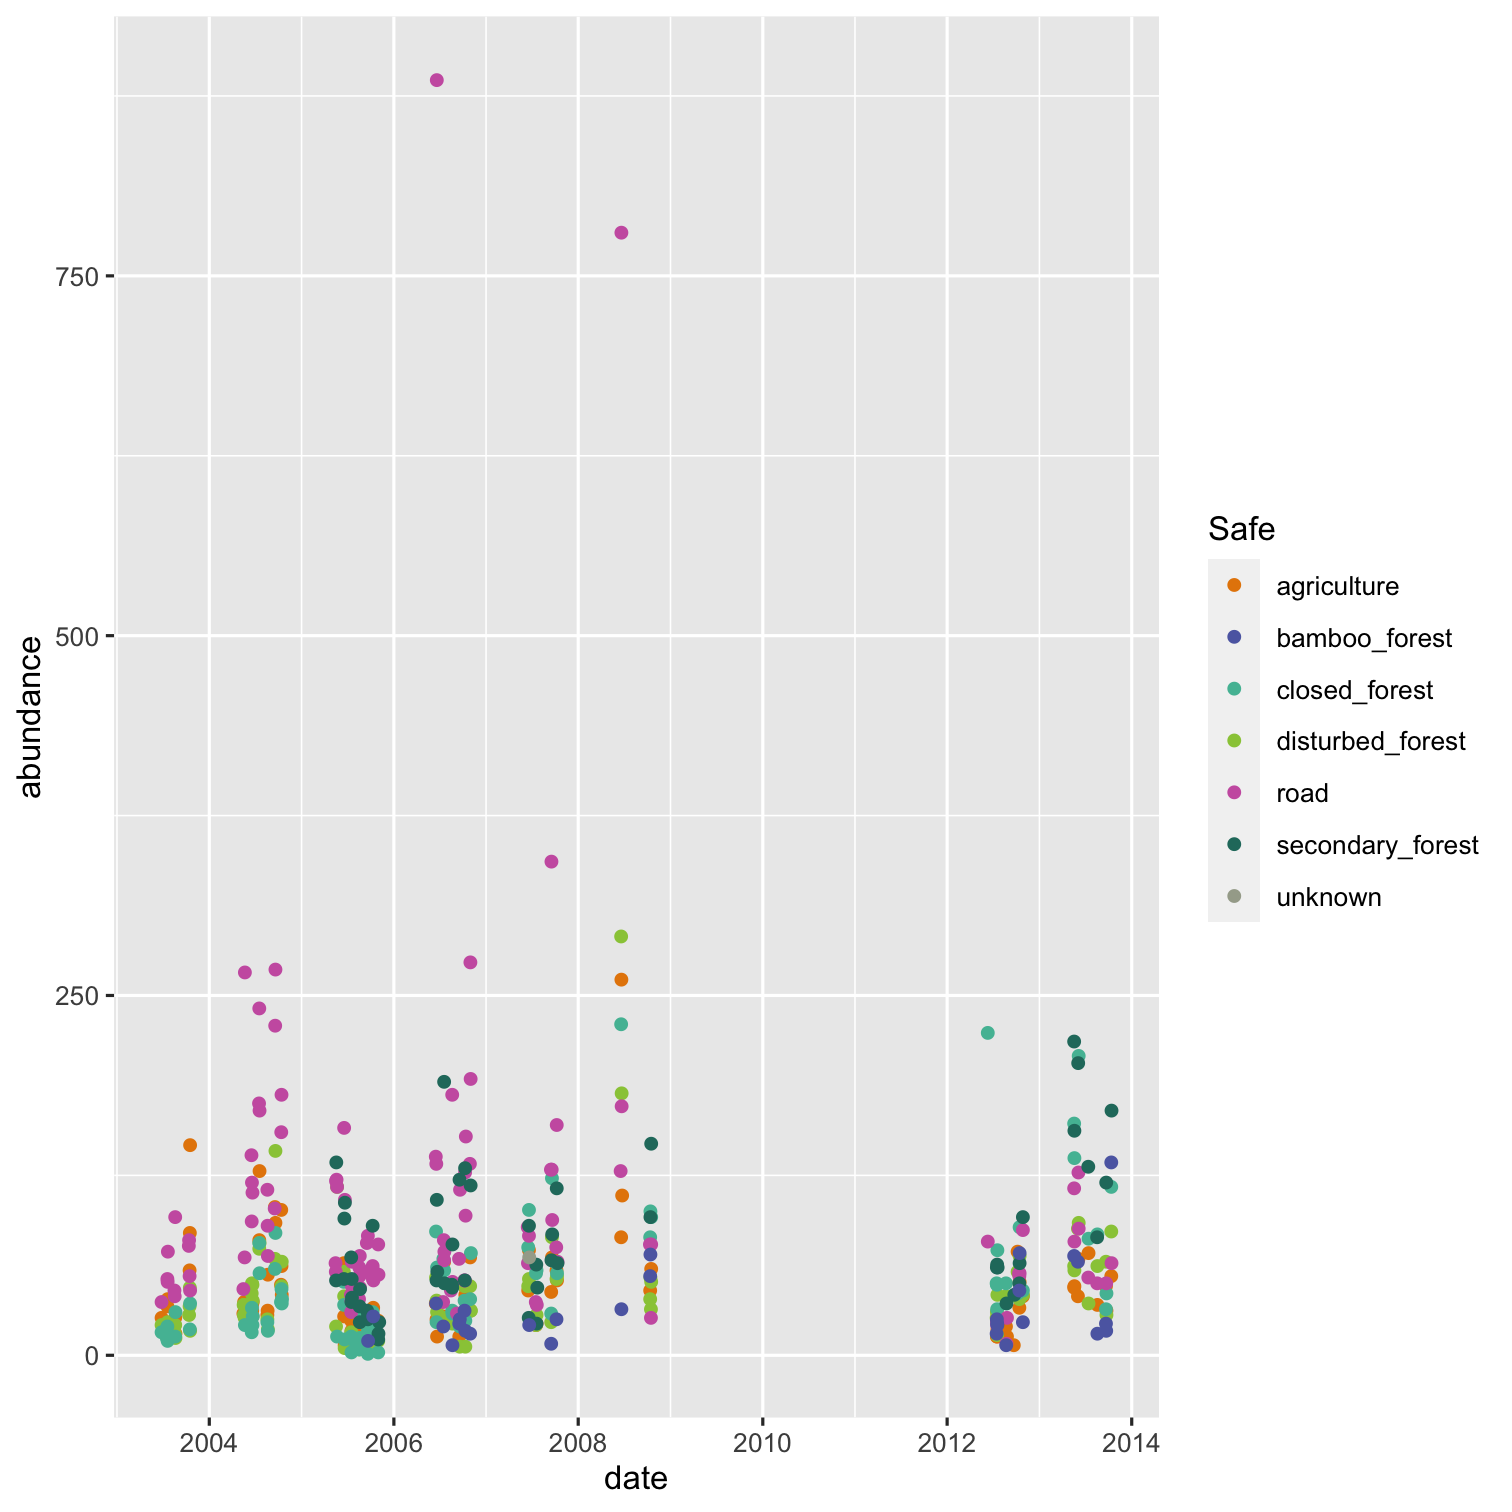 750
500
250
0
abundance
2004
2006
2008
2010
2012
2014
date
Safe
agriculture
bamboo_forest
closed_forest
disturbed_forest
road
secondary_forest
unknown